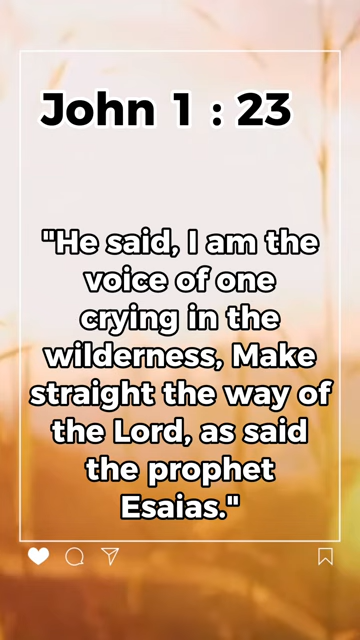 John 1 : 23
"He said, I am the
voice of one
crying in the
wilderness, Make
straight the way of
the Lord, as said
the prophet
Esaias."